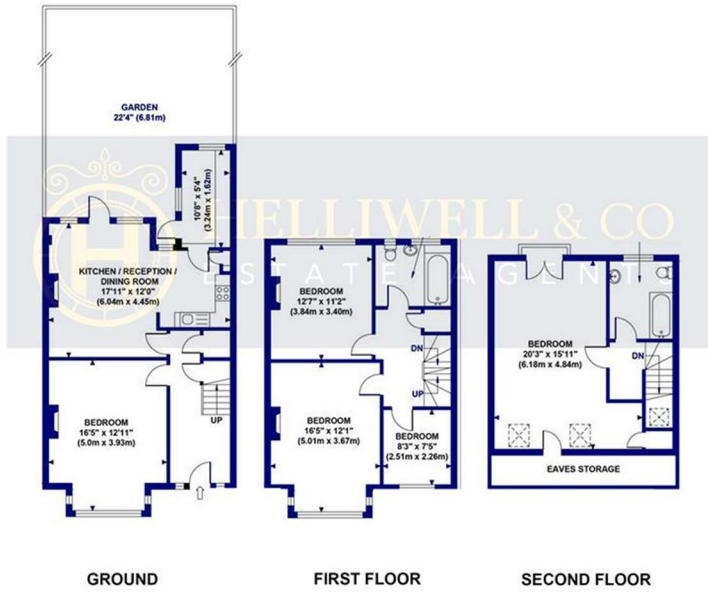 GARDEN
22'4" (6.81m)
10'8" x 5'4"
(3.24m x 1.62m)
HELLIWELL & CO
ESTATE AGENTS
H
KITCHEN / RECEPTION /
DINING ROOM
17'11" x 12'0"
(6.04m x 4.45m)
BEDROOM
16'5" x 12'11"
(5.0m x 3.93m)
UP
BEDROOM
12'7" x 11'2"
(3.84m x 3.40m)
DN
UP
BEDROOM
16'5" x 12'1"
(5.01m x 3.67m)
BEDROOM
8'3" x 7'5"
(2.51m x 2.26m)
BEDROOM
20'3" x 15'11"
(6.18m x 4.84m)
DN
EAVES STORAGE
GROUND
FIRST FLOOR
SECOND FLOOR